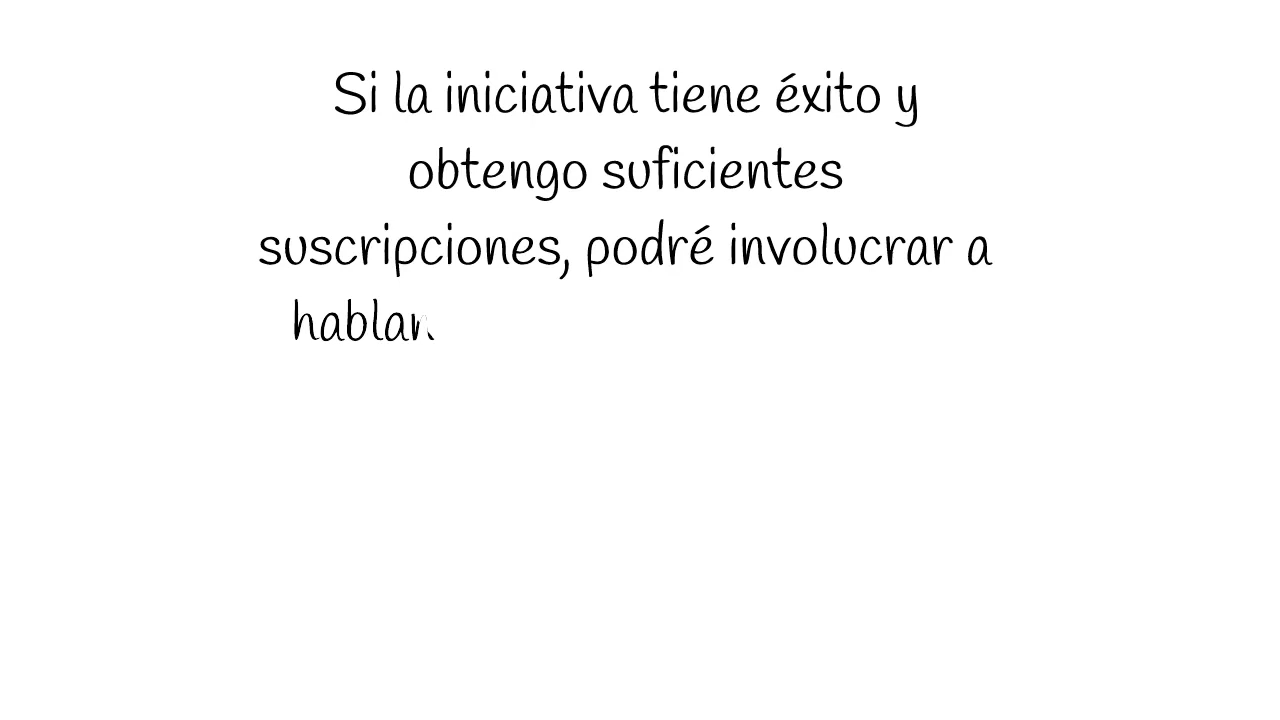 Si la iniciativa tiene éxito y
obtengo suficientes
suscripciones, podré involucrar a